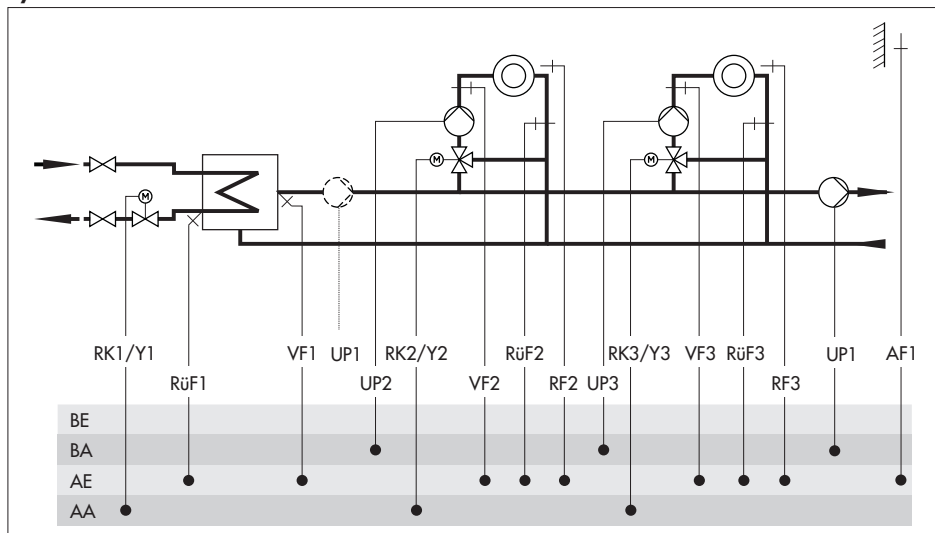 M
M
M
RK1/Y1
VF1
UP1
RK2/Y2
RüF2
RK3/Y3
VF3
RüF3
UP1
AF1
RüF1
UP2
VF2
RF2
UP3
RF3
BE
BA
AE
AA